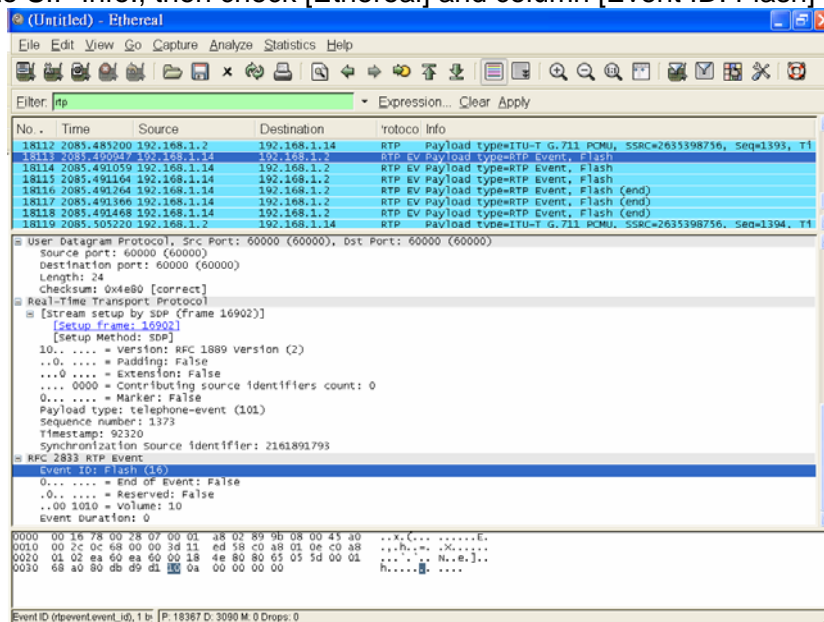 (Untitled) - Ethereal
File Edit View Go Capture Analyze Statistics Help
Filter: rtp Expression... Clear Apply
No. . Time Source Destination 'rotoco Info
18112 2085.485200 192.168.1.2 192.168.1.14 RTP Payload type=ITU-T G.711 PCMU, SSRC=2635398756, Seq=1393, Ti
18113 2085.490947 192.168.1.14 192.168.1.2 RTP EV Payload type=RTP Event, Flash
18114 2085.491059 192.168.1.14 192.168.1.2 RTP EV Payload type=RTP Event, Flash
18115 2085.491164 192.168.1.14 192.168.1.2 RTP EV Payload type=RTP Event, Flash
18116 2085.491264 192.168.1.14 192.168.1.2 RTP EV Payload type=RTP Event, Flash (end)
18117 2085.491366 192.168.1.14 192.168.1.2 RTP EV Payload type=RTP Event, Flash (end)
18118 2085.491468 192.168.1.14 192.168.1.2 RTP EV Payload type=RTP Event, Flash (end)
18119 2085.505220 192.168.1.2 192.168.1.14 RTP Payload type=ITU-T G.711 PCMU, SSRC=2635398756, Seq=1394, Ti
User Datagram Protocol, Src Port: 60000 (60000), Dst Port: 60000 (60000)
Source port: 60000 (60000)
Destination port: 60000 (60000)
Length: 24
Checksum: 0x4e80 [correct]
Real-Time Transport Protocol
[Stream setup by SDP (frame 16902)]
[Setup frame: 16902]
[Setup Method: SDP]
10.. .... = Version: RFC 1889 Version (2)
..0. .... = Padding: False
...0 .... = Extension: False
.... 0000 = Contributing source identifiers count: 0
0... .... = Marker: False
Payload type: telephone-event (101)
Sequence number: 1373
Timestamp: 92320
Synchronization Source identifier: 2161891793
RFC 2833 RTP Event
Event ID: Flash (16)
0... .... = End of Event: False
.0.. .... = Reserved: False
..00 1010 = Volume: 10
Event Duration: 0
0000 00 16 78 00 28 07 00 01 a8 02 89 9b 08 00 45 a0 ..x.(... ......E.
0010 00 2c 0c 68 00 00 3d 11 ed 58 c0 a8 01 0e c0 a8 .,.h..=. .X......
0020 01 02 ea 60 ea 60 00 18 4e 80 80 65 05 5d 00 01 ...`.`.. N..e.]..
0030 68 a0 80 db d9 d1 10 0a 00 00 00 00 h....... ....
Event ID (rtpevent.event_id), 1 b P: 18367 D: 3090 M: 0 Drops: 0